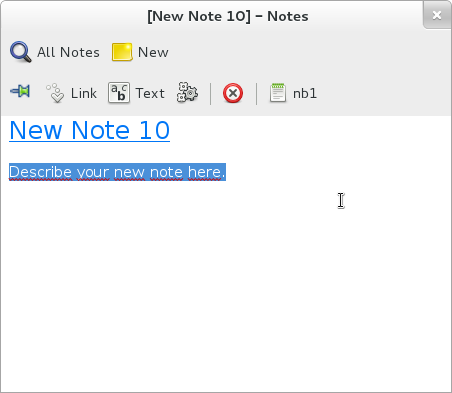 [New Note 10] – Notes
All Notes New
Link a b c Text nb1
New Note 10
Describe your new note here.